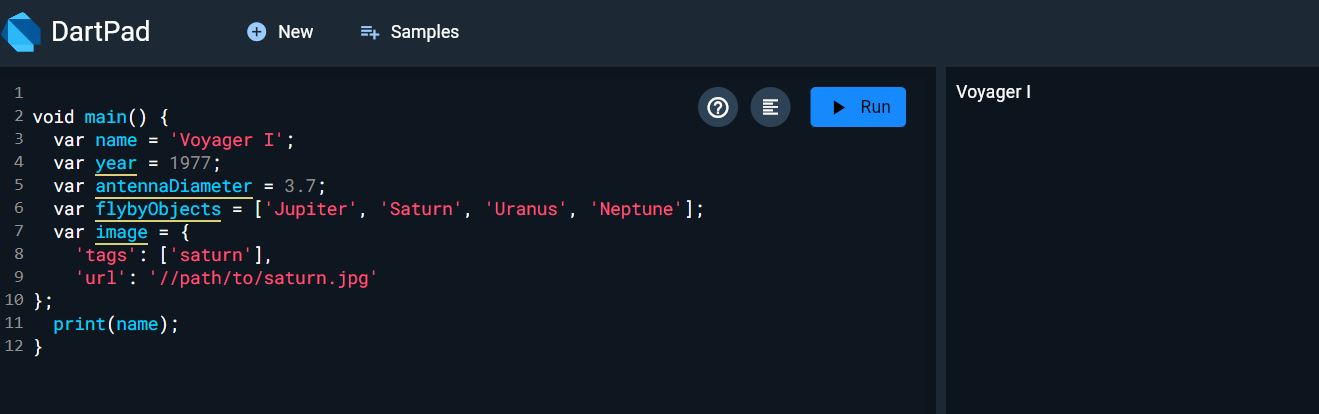 DartPad New Samples
Run
Voyager I
1
2 void main() {
3   var name = 'Voyager I';
4   var year = 1977;
5   var antennaDiameter = 3.7;
6   var flybyObjects = ['Jupiter', 'Saturn', 'Uranus', 'Neptune'];
7   var image = {
8     'tags': ['saturn'],
9     'url': '//path/to/saturn.jpg'
10 };
11   print(name);
12 }